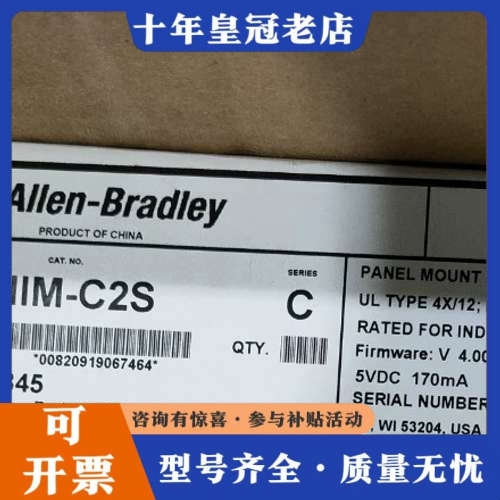 十年皇冠老店
Allen-Bradley
PRODUCT OF CHINA
CAT. NO.
IIM-C2S
SERIES
C
*00820919067464*
QTY.
345
PANEL MOUNT
UL TYPE 4X/12;
RATED FOR IND
Firmware: V 4.00
5VDC 170mA
SERIAL NUMBER
, WI 53204, USA
咨询有惊喜·参与补贴活动
可
开票
型号齐全·质量无忧